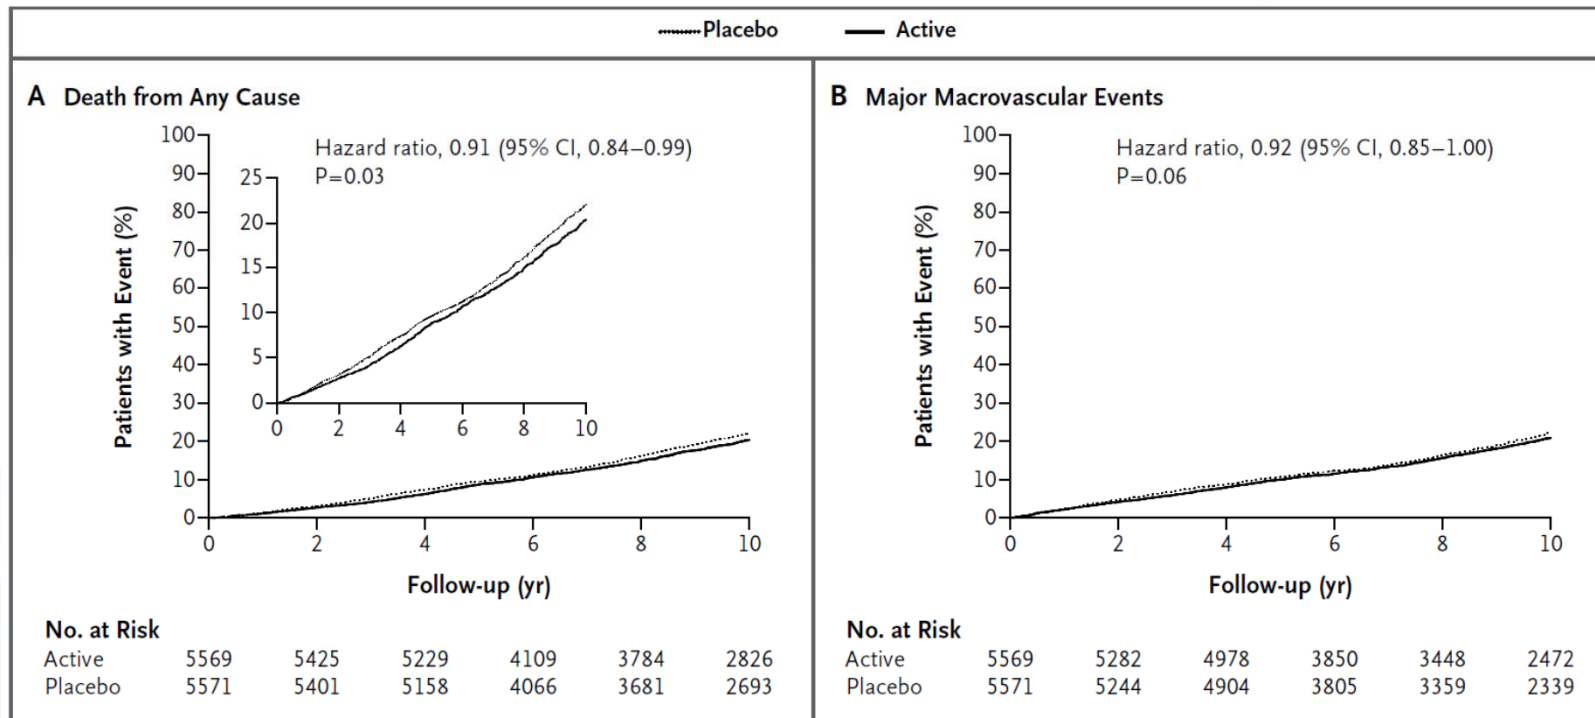 Placebo Active
A Death from Any Cause
Hazard ratio, 0.91 (95% CI, 0.84–0.99)
P=0.03
Patients with Event (%)
100
90
80
70
60
50
40
30
20
10
0
25
20
15
10
5
0
0 2 4 6 8 10
0 2 4 6 8 10
Follow-up (yr)
No. at Risk
Active 5569 5425 5229 4109 3784 2826
Placebo 5571 5401 5158 4066 3681 2693
B Major Macrovascular Events
Hazard ratio, 0.92 (95% CI, 0.85–1.00)
P=0.06
Patients with Event (%)
100
90
80
70
60
50
40
30
20
10
0
0 2 4 6 8 10
Follow-up (yr)
No. at Risk
Active 5569 5282 4978 3850 3448 2472
Placebo 5571 5244 4904 3805 3359 2339